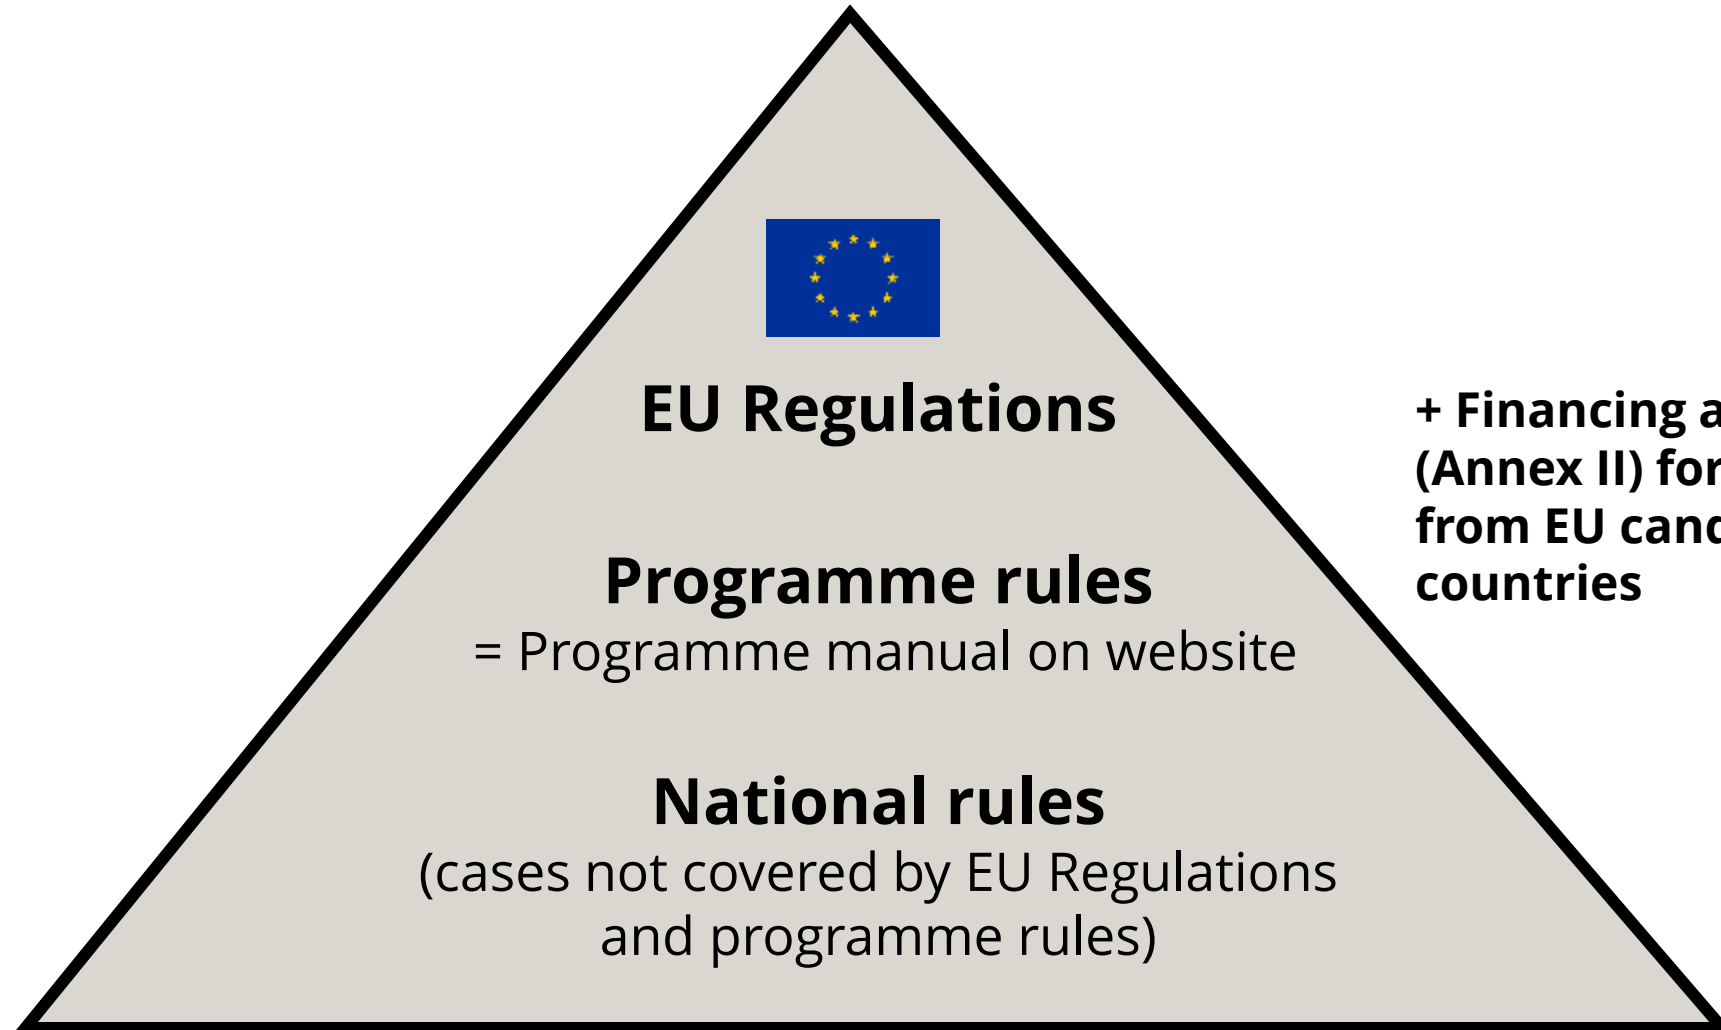 EU Regulations
Programme rules
= Programme manual on website
National rules
(cases not covered by EU Regulations
and programme rules)
+ Financing
(Annex II) for
from EU
countries